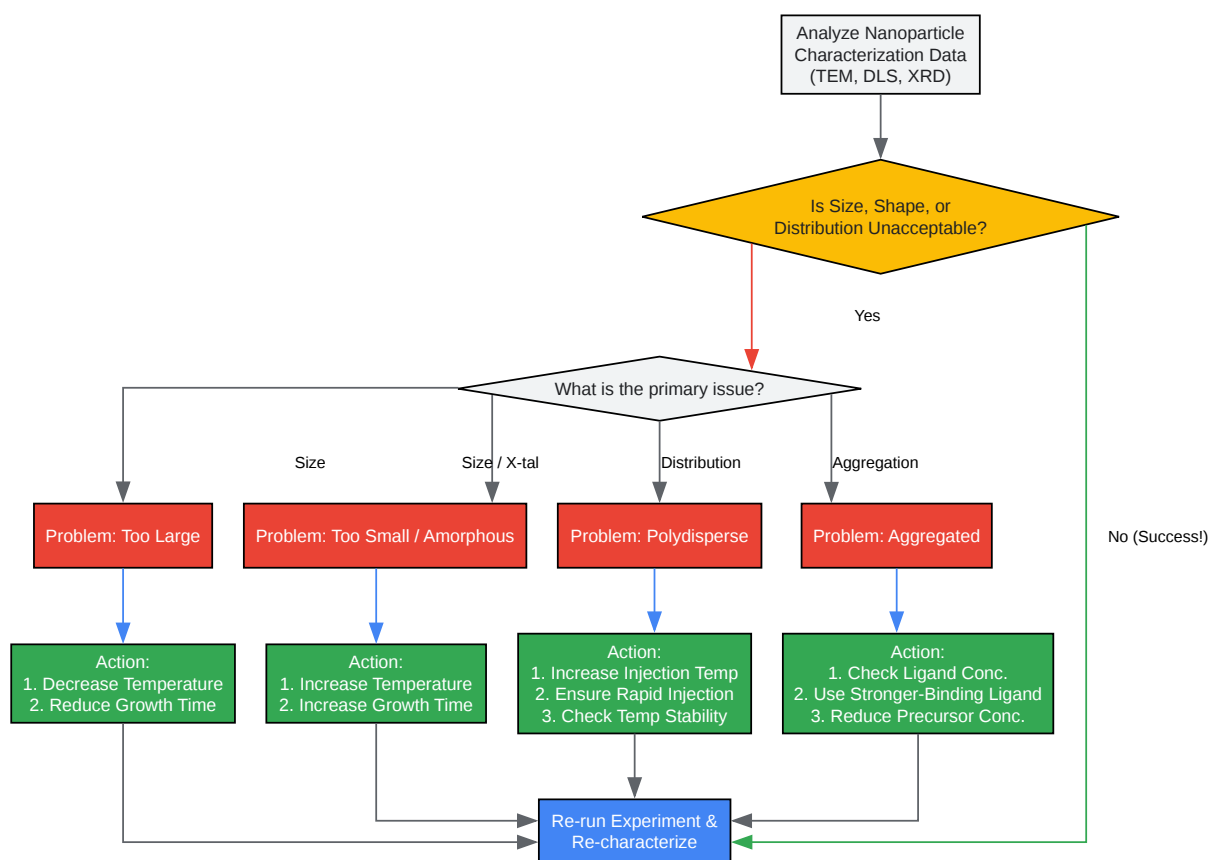 Analyze Nanoparticle
Characterization Data
(TEM, DLS, XRD)
Is Size, Shape, or
Distribution Unacceptable?
Yes
What is the primary issue?
Size
Size / X-tal
Distribution
Aggregation
Problem: Too Large
Problem: Too Small / Amorphous
Problem: Polydisperse
Problem: Aggregated
No (Success!)
Action:
1. Decrease Temperature
2. Reduce Growth Time
Action:
1. Increase Temperature
2. Increase Growth Time
Action:
1. Increase Injection Temp
2. Ensure Rapid Injection
3. Check Temp Stability
Action:
1. Check Ligand Conc.
2. Use Stronger-Binding Ligand
3. Reduce Precursor Conc.
Re-run Experiment &
Re-characterize